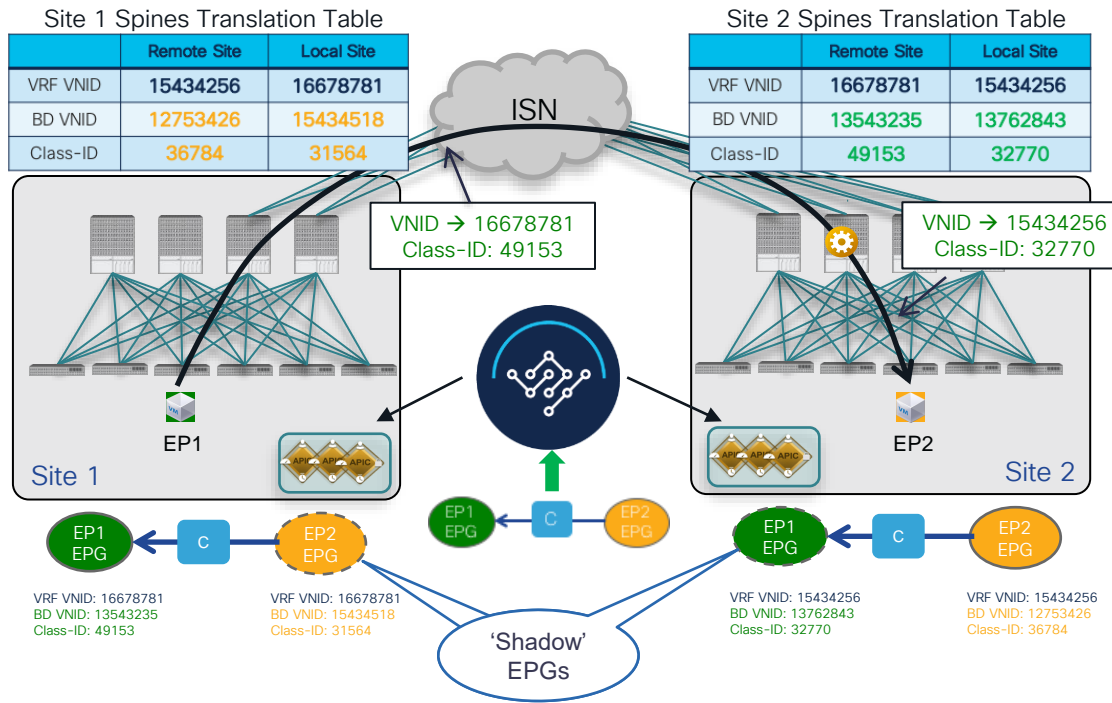 Site 1 Spines Translation Table
Remote Site Local Site
VRF VNID 15434256 16678781
BD VNID 12753426 15434518
Class-ID 36784 31564
Site 2 Spines Translation Table
Remote Site Local Site
VRF VNID 16678781 15434256
BD VNID 13543235 13762843
Class-ID 49153 32770
ISN
VNID → 16678781
Class-ID: 49153
VNID → 15434256
Class-ID: 32770
VM
EP1
VM
EP2
APIC APIC APIC
APIC APIC APIC
Site 1
Site 2
EP1
EPG
C
EP2
EPG
EP1
EPG
C
EP2
EPG
EP1
EPG
C
EP2
EPG
VRF VNID: 16678781
BD VNID: 13543235
Class-ID: 49153
VRF VNID: 16678781
BD VNID: 15434518
Class-ID: 31564
VRF VNID: 15434256
BD VNID: 13762843
Class-ID: 32770
VRF VNID: 15434256
BD VNID: 12753426
Class-ID: 36784
‘Shadow’
EPGs